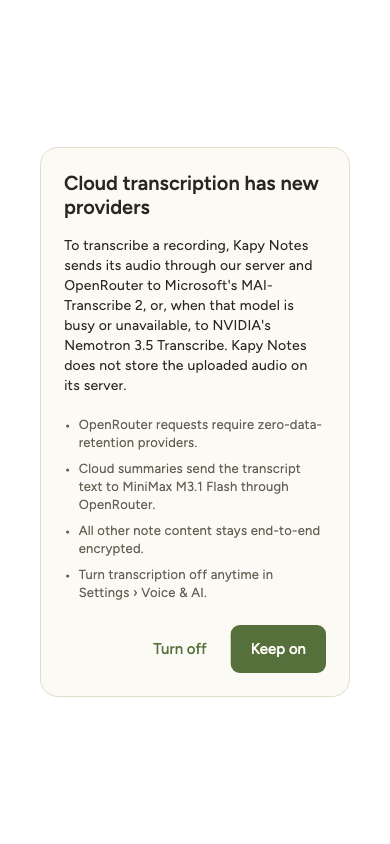 Cloud transcription has new
providers
To transcribe a recording, Kapy Notes
sends its audio through our server and
OpenRouter to Microsoft's MAI-
Transcribe 2, or, when that model is
busy or unavailable, to NVIDIA's
Nemotron 3.5 Transcribe. Kapy Notes
does not store the uploaded audio on
its server.
• OpenRouter requests require zero-data-
retention providers.
• Cloud summaries send the transcript
text to MiniMax M3.1 Flash through
OpenRouter.
• All other note content stays end-to-end
encrypted.
• Turn transcription off anytime in
Settings › Voice & AI.
Turn off
Keep on